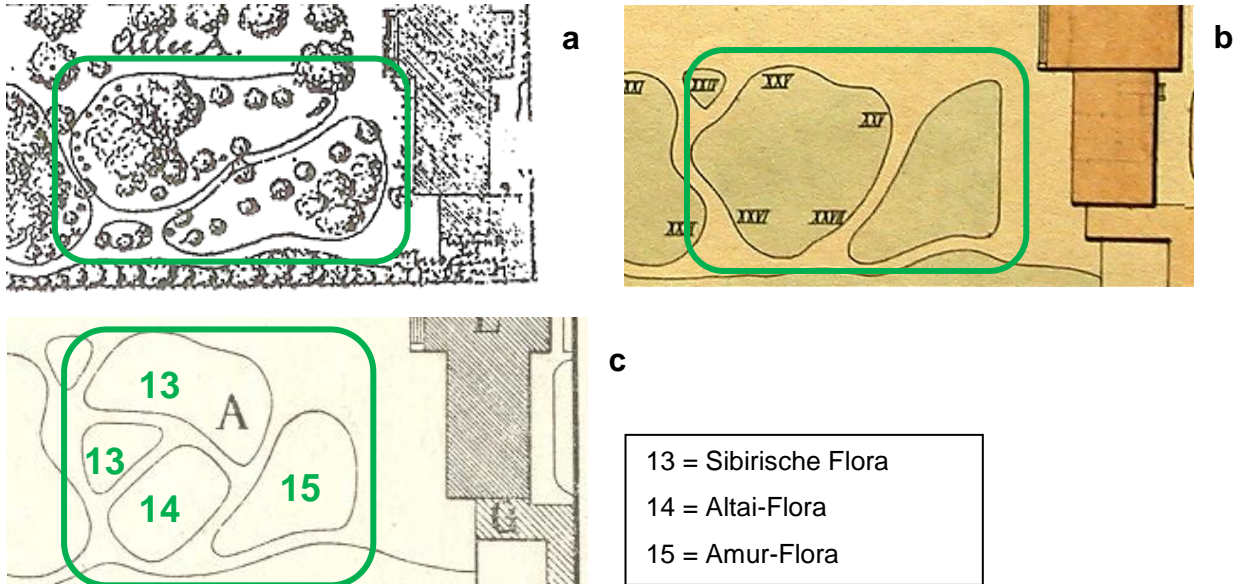 a
b
XXI
XXIII
XXV
XXV
XXII
XXVI
XXVII
c
13
A
13
14
15
G
13 = Sibirische Flora
14 = Altai-Flora
15 = Amur-Flora